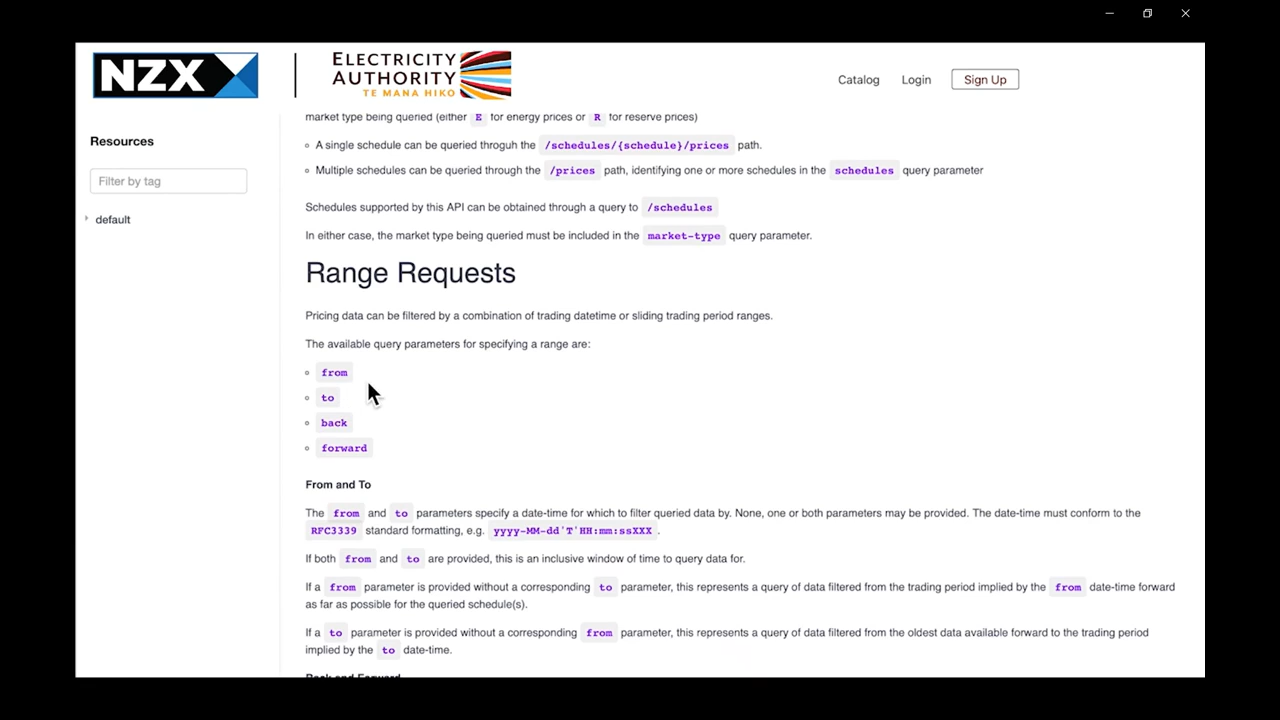 NZX
ELECTRICITY
AUTHORITY
TE MANA HIKO
Catalog
Login
Sign Up
Resources
Filter by tag
default
market type being queried (either E for energy prices or R for reserve prices)
A single schedule can be queried throguh the /schedules/{schedule}/prices path.
Multiple schedules can be queried through the /prices path, identifying one or more schedules in the schedules query parameter
Schedules supported by this API can be obtained through a query to /schedules
In either case, the market type being queried must be included in the market-type query parameter.
Range Requests
Pricing data can be filtered by a combination of trading datetime or sliding trading period ranges.
The available query parameters for specifying a range are:
from
to
back
forward
From and To
The from and to parameters specify a date-time for which to filter queried data by. None, one or both parameters may be provided. The date-time must conform to the
RFC3339 standard formatting, e.g. yyyy-MM-dd'T'HH:mm:ssXXX.
If both from and to are provided, this is an inclusive window of time to query data for.
If a from parameter is provided without a corresponding to parameter, this represents a query of data filtered from the trading period implied by the from date-time forward
as far as possible for the queried schedule(s).
If a to parameter is provided without a corresponding from parameter, this represents a query of data filtered from the oldest data available forward to the trading period
implied by the to date-time.
Back and Forward